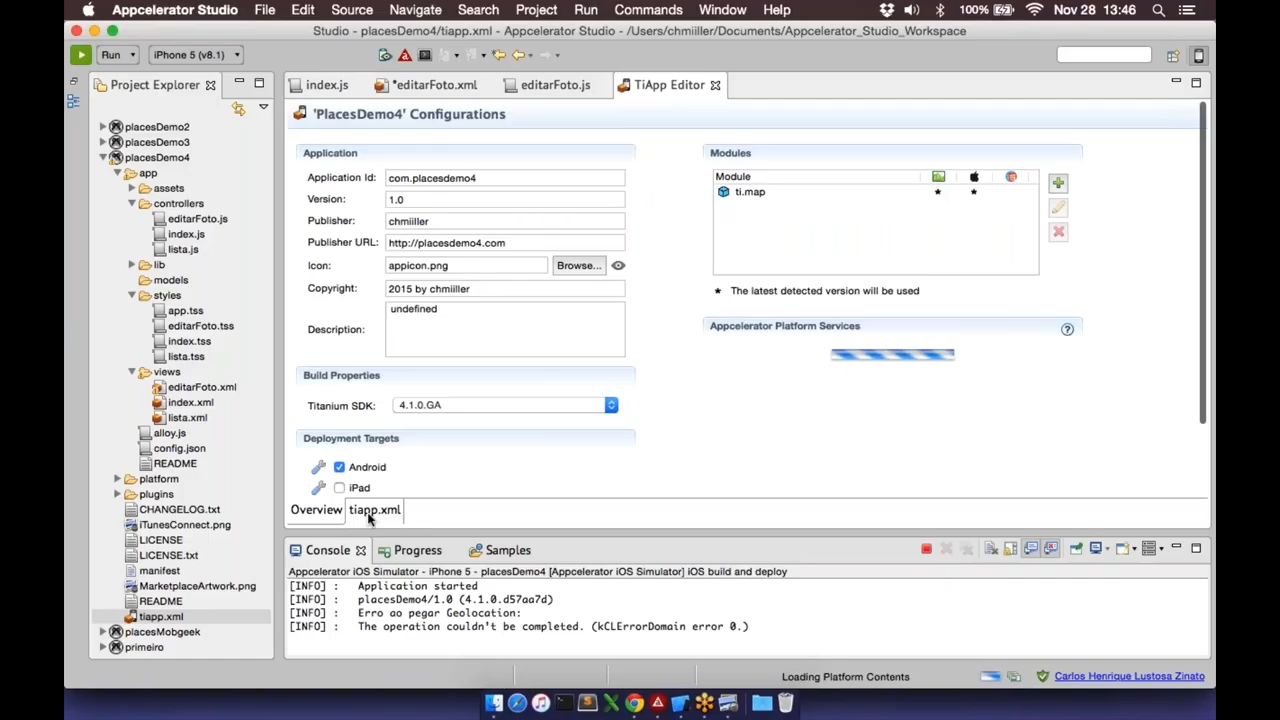 Appcelerator Studio File Edit Source Navigate Search Project Run Commands Window Help 100% Nov 28 13:46
Studio - placesDemo4/tiapp.xml - Appcelerator Studio - /Users/chmiiller/Documents/Appcelerator_Studio_Workspace
Run iPhone 5 (v8.1)
Project Explorer
index.js *editarFoto.xml editarFoto.js TiApp Editor
placesDemo2
placesDemo3
placesDemo4
app
assets
controllers
editarFoto.js
index.js
lista.js
lib
models
styles
app.tss
editarFoto.tss
index.tss
lista.tss
views
editarFoto.xml
index.xml
lista.xml
alloy.js
config.json
README
platform
plugins
CHANGELOG.txt
iTunesConnect.png
LICENSE
LICENSE.txt
manifest
MarketplaceArtwork.png
README
tiapp.xml
placesMobgeek
primeiro
'PlacesDemo4' Configurations
Application
Application Id: com.placesdemo4
Version: 1.0
Publisher: chmiiller
Publisher URL: http://placesdemo4.com
Icon: appicon.png Browse...
Copyright: 2015 by chmiiller
Description: undefined
Build Properties
Titanium SDK: 4.1.0.GA
Deployment Targets
Android
iPad
Modules
Module
ti.map * *
* The latest detected version will be used
Appcelerator Platform Services
?
Overview tiapp.xml
Console Progress Samples
Appcelerator iOS Simulator - iPhone 5 - placesDemo4 [Appcelerator iOS Simulator] iOS build and deploy
[INFO] : Application started
[INFO] : placesDemo4/1.0 (4.1.0.d57aa7d)
[INFO] : Erro ao pegar Geolocation:
[INFO] : The operation couldn't be completed. (kCLErrorDomain error 0.)
Loading Platform Contents Carlos Henrique Lustosa Zinato